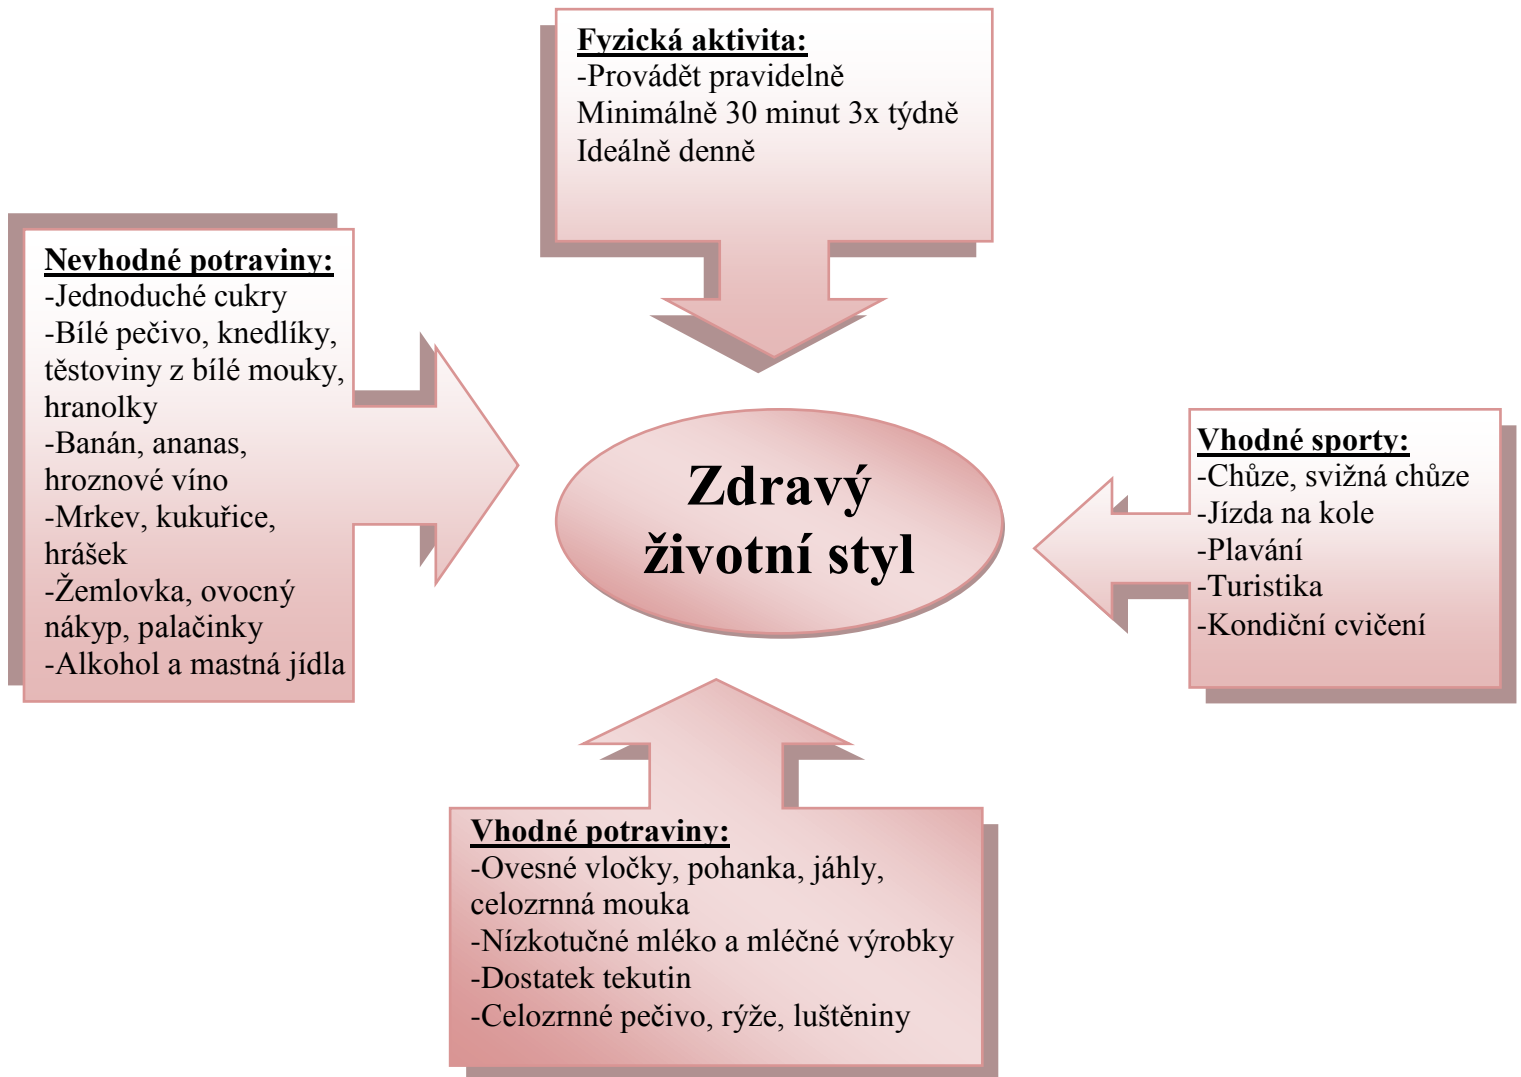 Fyzická aktivita:
-Provádět pravidelně
Minimálně 30 minut 3x týdně
Ideálně denně
Nevhodné potraviny:
-Jednoduché cukry
-Bílé pečivo, knedlíky,
těstoviny z bílé mouky,
hranolky
-Banán, ananas,
hroznové víno
-Mrkev, kukuřice,
hrášek
-Žemlovka, ovocný
nákyp, palačinky
-Alkohol a mastná jídla
Zdravý
životní styl
Vhodné sporty:
-Chůze, svižná chůze
-Jízda na kole
-Plavání
-Turistika
-Kondiční cvičení
Vhodné potraviny:
-Ovesné vločky, pohanka, jáhly,
celozrnná mouka
-Nízkotučné mléko a mléčné výrobky
-Dostatek tekutin
-Celozrnné pečivo, rýže, luštěniny